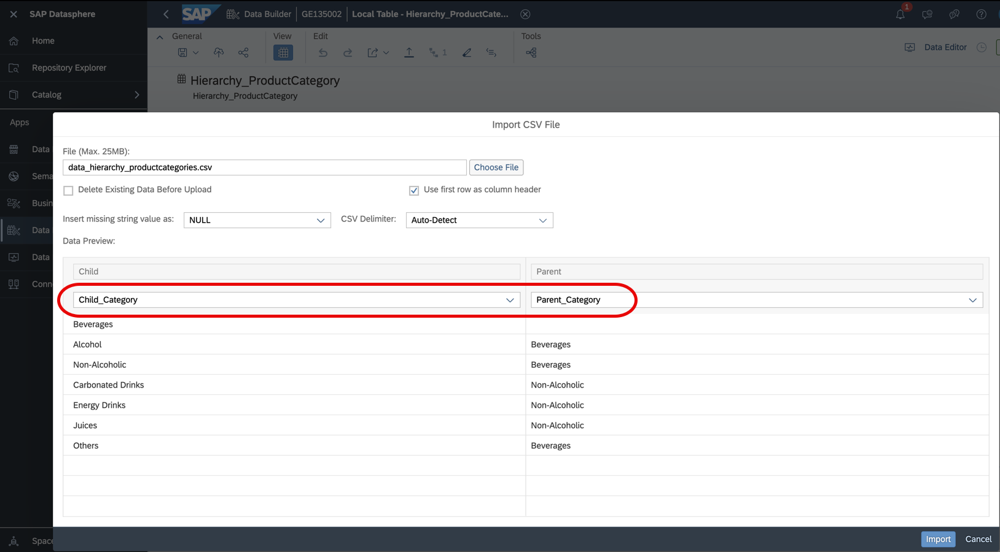 SAP Datasphere
SAP
Data Builder
GE135002
Local Table - Hierarchy_ProductCate...
1
Home
Repository Explorer
Catalog
Apps
Data
Sema
Busin
Data
Data
Conn
Space
General
View
Edit
Tools
1
Data Editor
Hierarchy_ProductCategory
Hierarchy_ProductCategory
Import CSV File
File (Max. 25MB):
data_hierarchy_productcategories.csv
Choose File
Delete Existing Data Before Upload
Use first row as column header
Insert missing string value as:
NULL
CSV Delimiter:
Auto-Detect
Data Preview:
Child
Parent
Child_Category
Parent_Category
Beverages
Alcohol
Beverages
Non-Alcoholic
Beverages
Carbonated Drinks
Non-Alcoholic
Energy Drinks
Non-Alcoholic
Juices
Non-Alcoholic
Others
Beverages
Import
Cancel